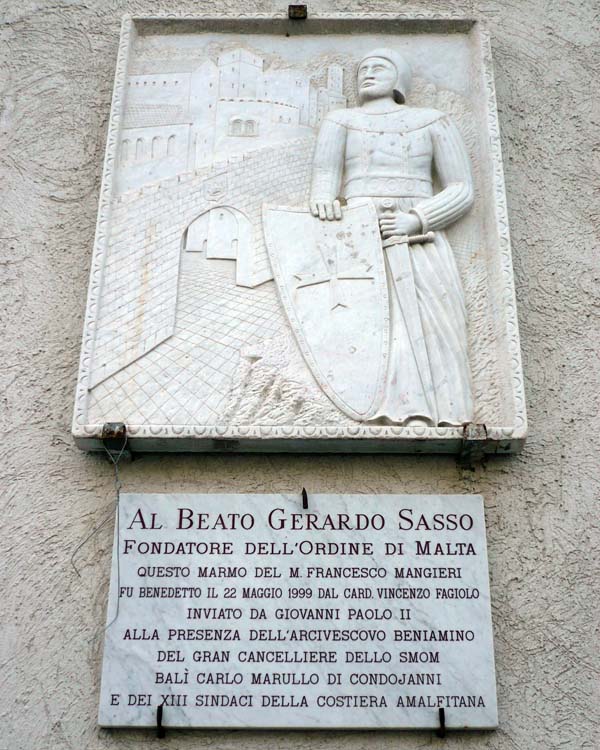 AL BEATO GERARDO SASSO
FONDATORE DELL'ORDINE DI MALTA
QUESTO MARMO DEL M. FRANCESCO MANGIERI
FU BENEDETTO IL 22 MAGGIO 1999 DAL CARD. VINCENZO FAGIOLO
INVIATO DA GIOVANNI PAOLO II
ALLA PRESENZA DELL'ARCIVESCOVO BENIAMINO
DEL GRAN CANCELLIERE DELLO SMOM
BALÌ CARLO MARULLO DI CONDOJANNI
E DEI XIII SINDACI DELLA COSTIERA AMALFITANA